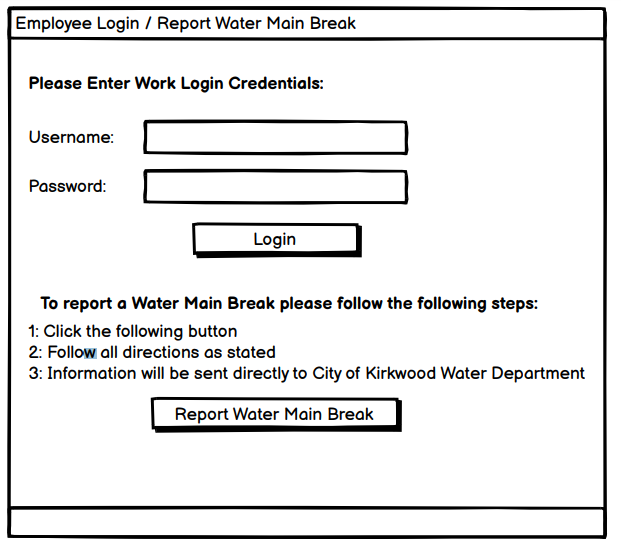 Employee Login / Report Water Main Break
Please Enter Work Login Credentials:
Username:
Password:
Login
To report a Water Main Break please follow the following steps:
1: Click the following button
2: Follow all directions as stated
3: Information will be sent directly to City of Kirkwood Water Department
Report Water Main Break